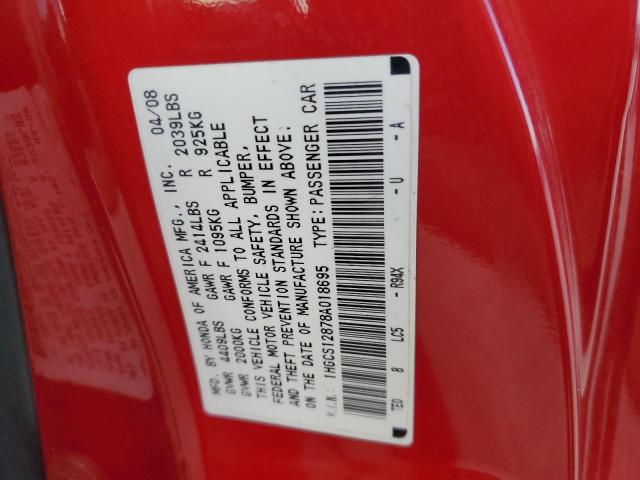 MFD. BY HONDA OF AMERICA MFG., INC. 04/08
GVWR 4409LBS GAWR F 2414LBS R 2039LBS
GVWR 2000KG GAWR F 1095KG R 925KG
THIS VEHICLE CONFORMS TO ALL APPLICABLE
FEDERAL MOTOR VEHICLE SAFETY, BUMPER,
AND THEFT PREVENTION STANDARDS IN EFFECT
ON THE DATE OF MANUFACTURE SHOWN ABOVE:
V.I.N.: 1HGCS12878A018695 TYPE:PASSENGER CAR
TED 8 LC5 - R94X - U - A